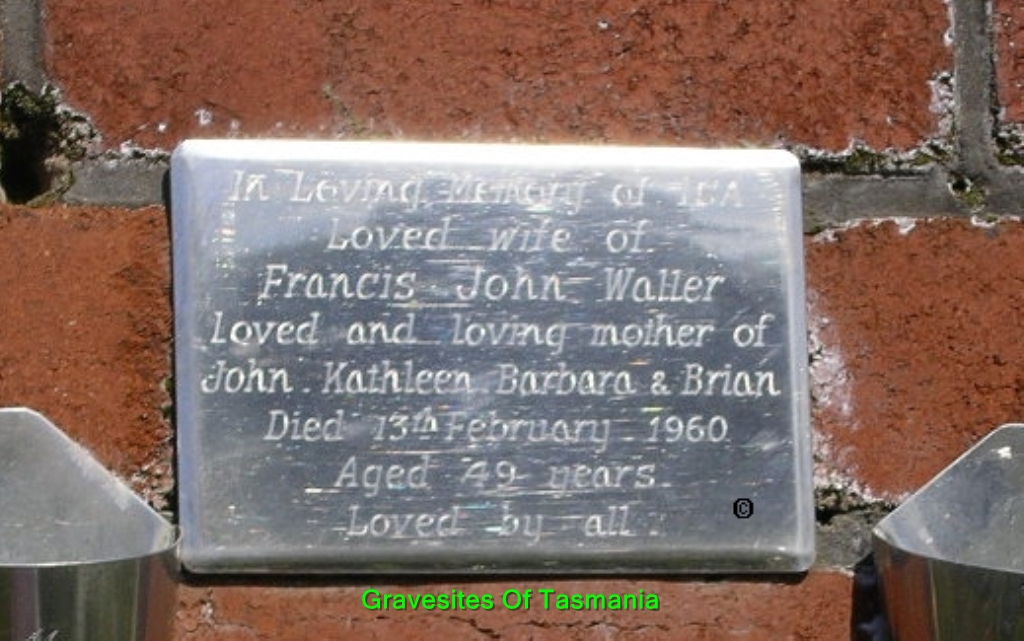 In Loving Memory of IDA
Loved wife of
Francis John Waller
Loved and loving mother of
John Kathleen Barbara & Brian
Died 13th February 1960
Aged 49 years
Loved by all.
©
Gravesites Of Tasmania